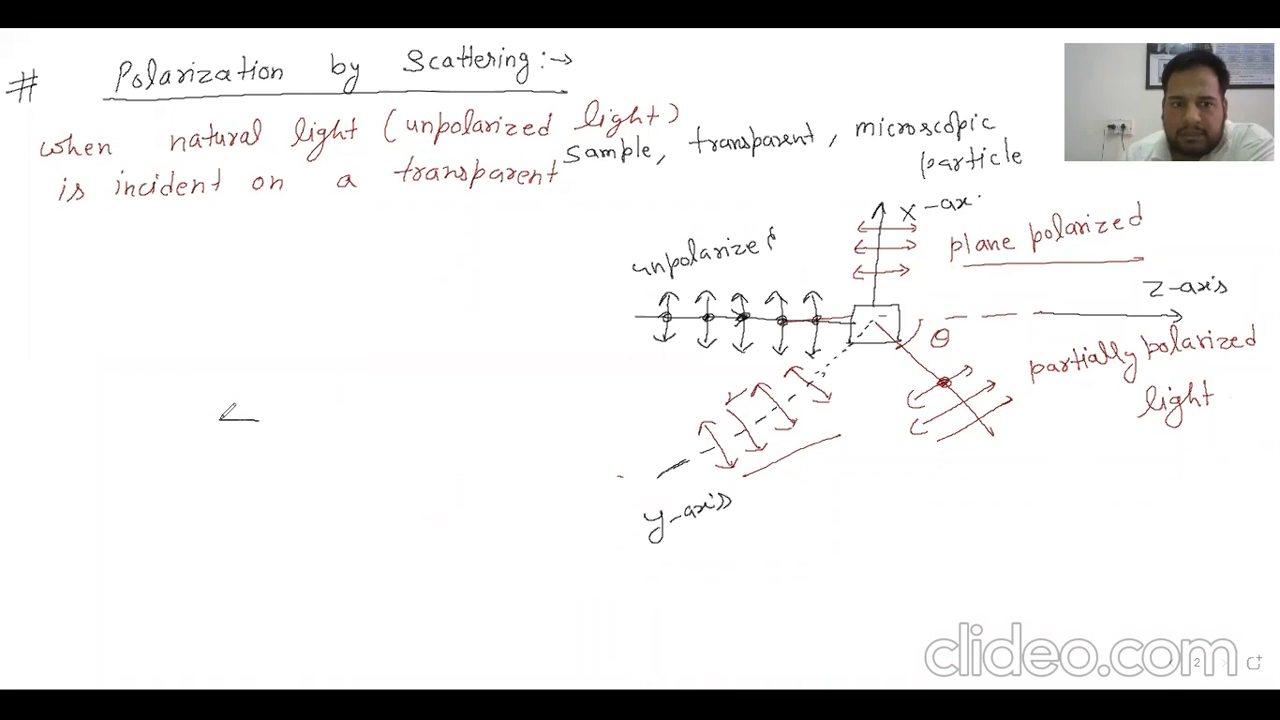 # Polarization by Scattering:→
when natural light (unpolarized light)
is incident on a transparent sample, transparent, microscopic
particle
X-ax.
plane polarized
unpolarized
Z-axis
θ
partially polarized
light
y-axis
clideo.com
2